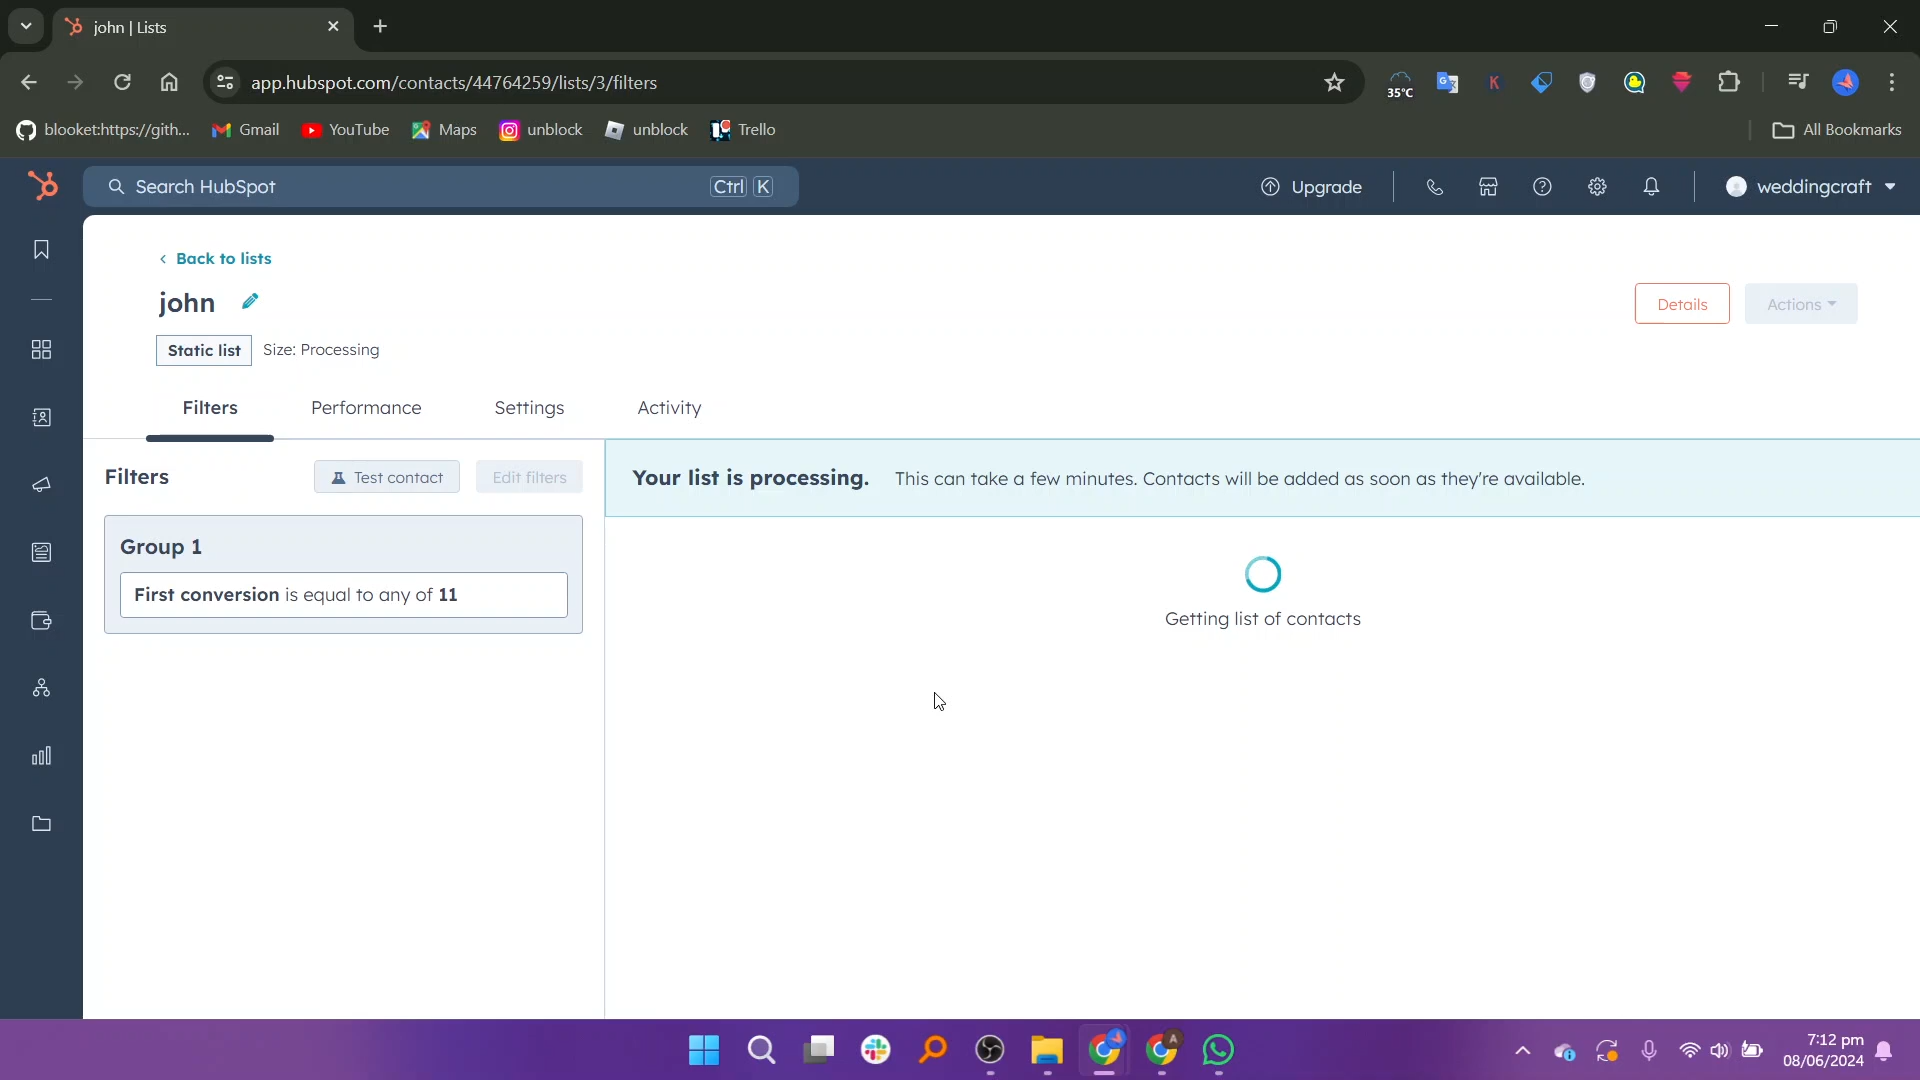 john | Lists
app.hubspot.com/contacts/44764259/lists/3/filters
35°C
K
blooket:https://gith...
Gmail
YouTube
Maps
unblock
unblock
Trello
All Bookmarks
Search HubSpot
Ctrl K
Upgrade
weddingcraft
Back to lists
john
Details
Actions
Static list
Size: Processing
Filters
Performance
Settings
Activity
Filters
Test contact
Edit filters
Your list is processing. This can take a few minutes. Contacts will be added as soon as they're available.
Group 1
First conversion is equal to any of 11
Getting list of contacts
A
7:12 pm
08/06/2024